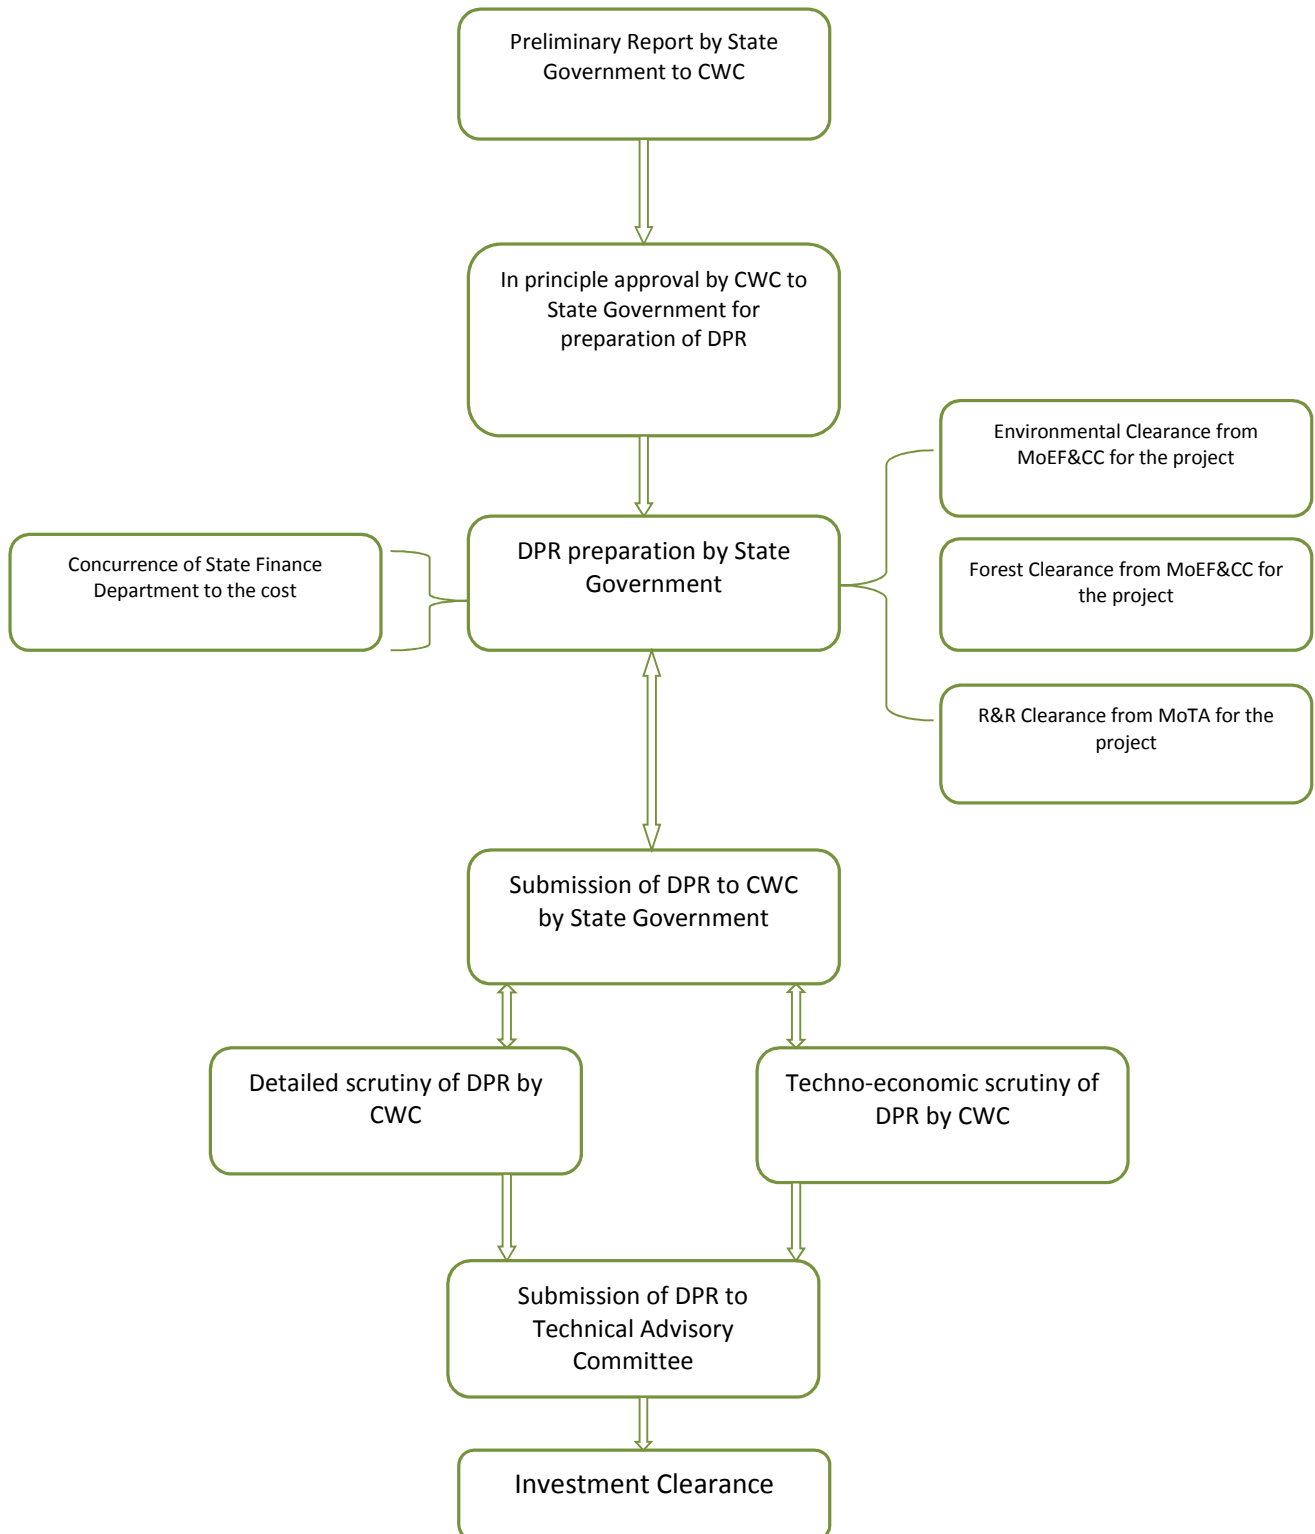 Preliminary Report by State
Government to CWC
In principle approval by CWC to
State Government for
preparation of DPR
Environmental Clearance from
MoEF&CC for the project
DPR preparation by State
Government
Concurrence of State Finance
Department to the cost
Forest Clearance from MoEF&CC for
the project
R&R Clearance from MoTA for the
project
Submission of DPR to CWC
by State Government
Detailed scrutiny of DPR by
CWC
Techno-economic scrutiny of
DPR by CWC
Submission of DPR to
Technical Advisory
Committee
Investment Clearance